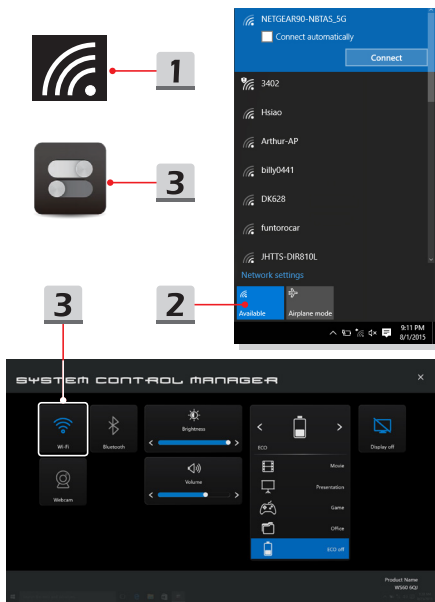 1
3
3
2
NETGEAR90-NBTAS_5G
Connect automatically
Connect
3402
Hsiao
Arthur-AP
billy0441
DK628
funtorocar
JHTTS-DIR810L
Network settings
Available
Airplane mode
9:11 PM
8/1/2015
SYSTEM CONTROL MANAGER
Wi-Fi
Bluetooth
Brightness
ECO
Display off
Webcam
Volume
Movie
Presentation
Game
Office
ECO off
Product Name
WS60 6QJ